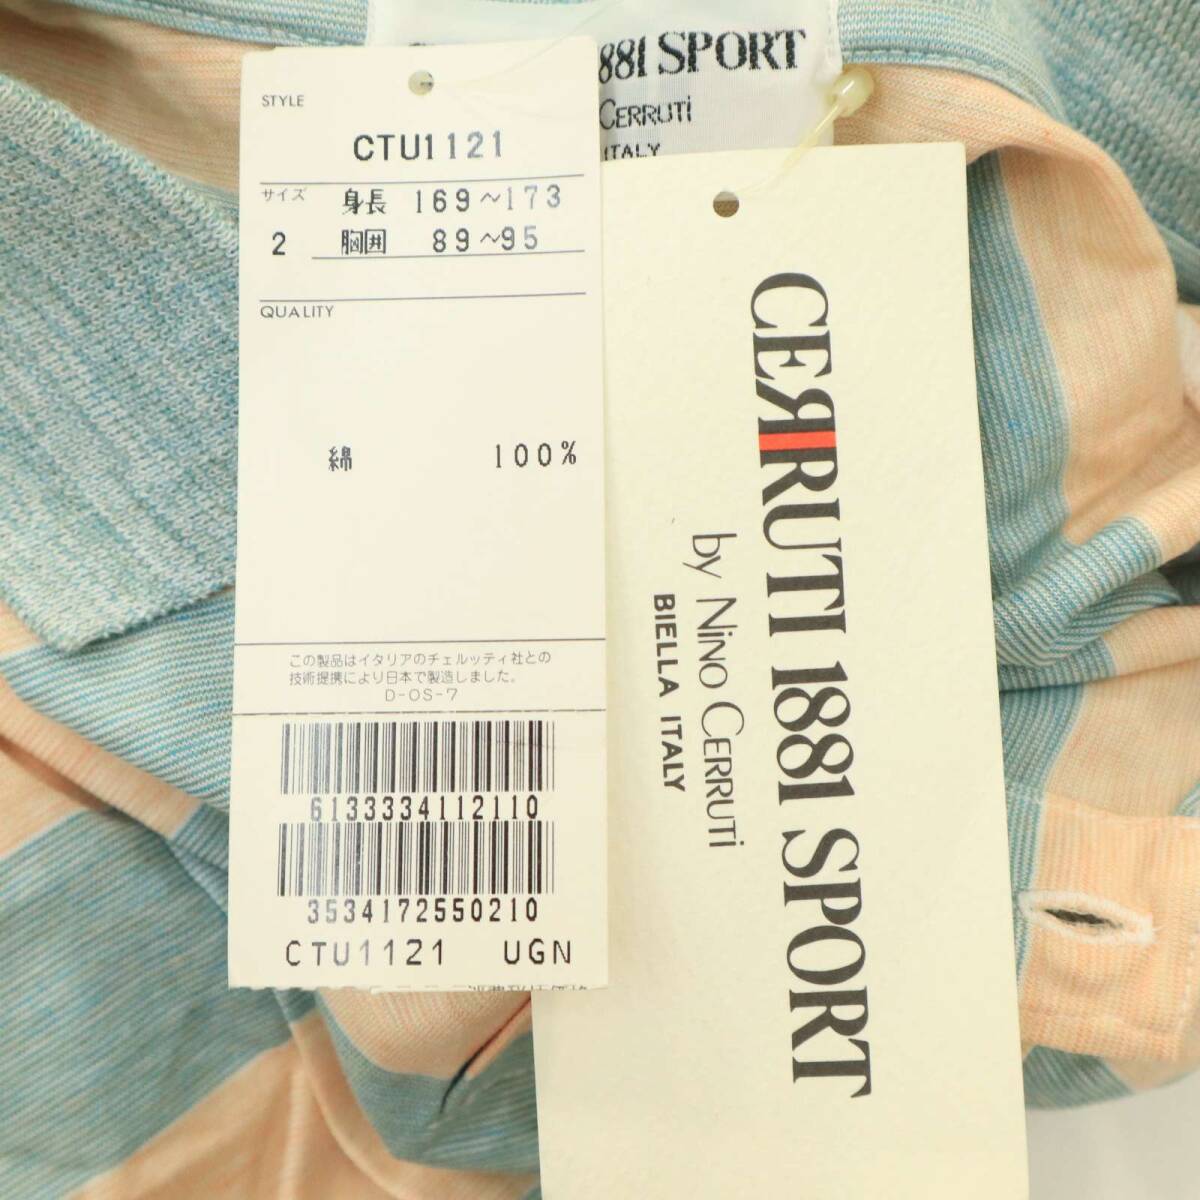 881 SPORT
CERRUTi
ITALY
STYLE
CTU1121
サイズ 身長 169～173
2 胸囲 89～95
QUALITY
綿 100%
この製品はイタリアのチェルッティ社との
技術提携により日本で製造しました。
D-OS-7
6133334112110
3534172550210
CTU1121 UGN
CERRUTI 1881 SPORT
by NiNO CERRUTi
BIELLA ITALY